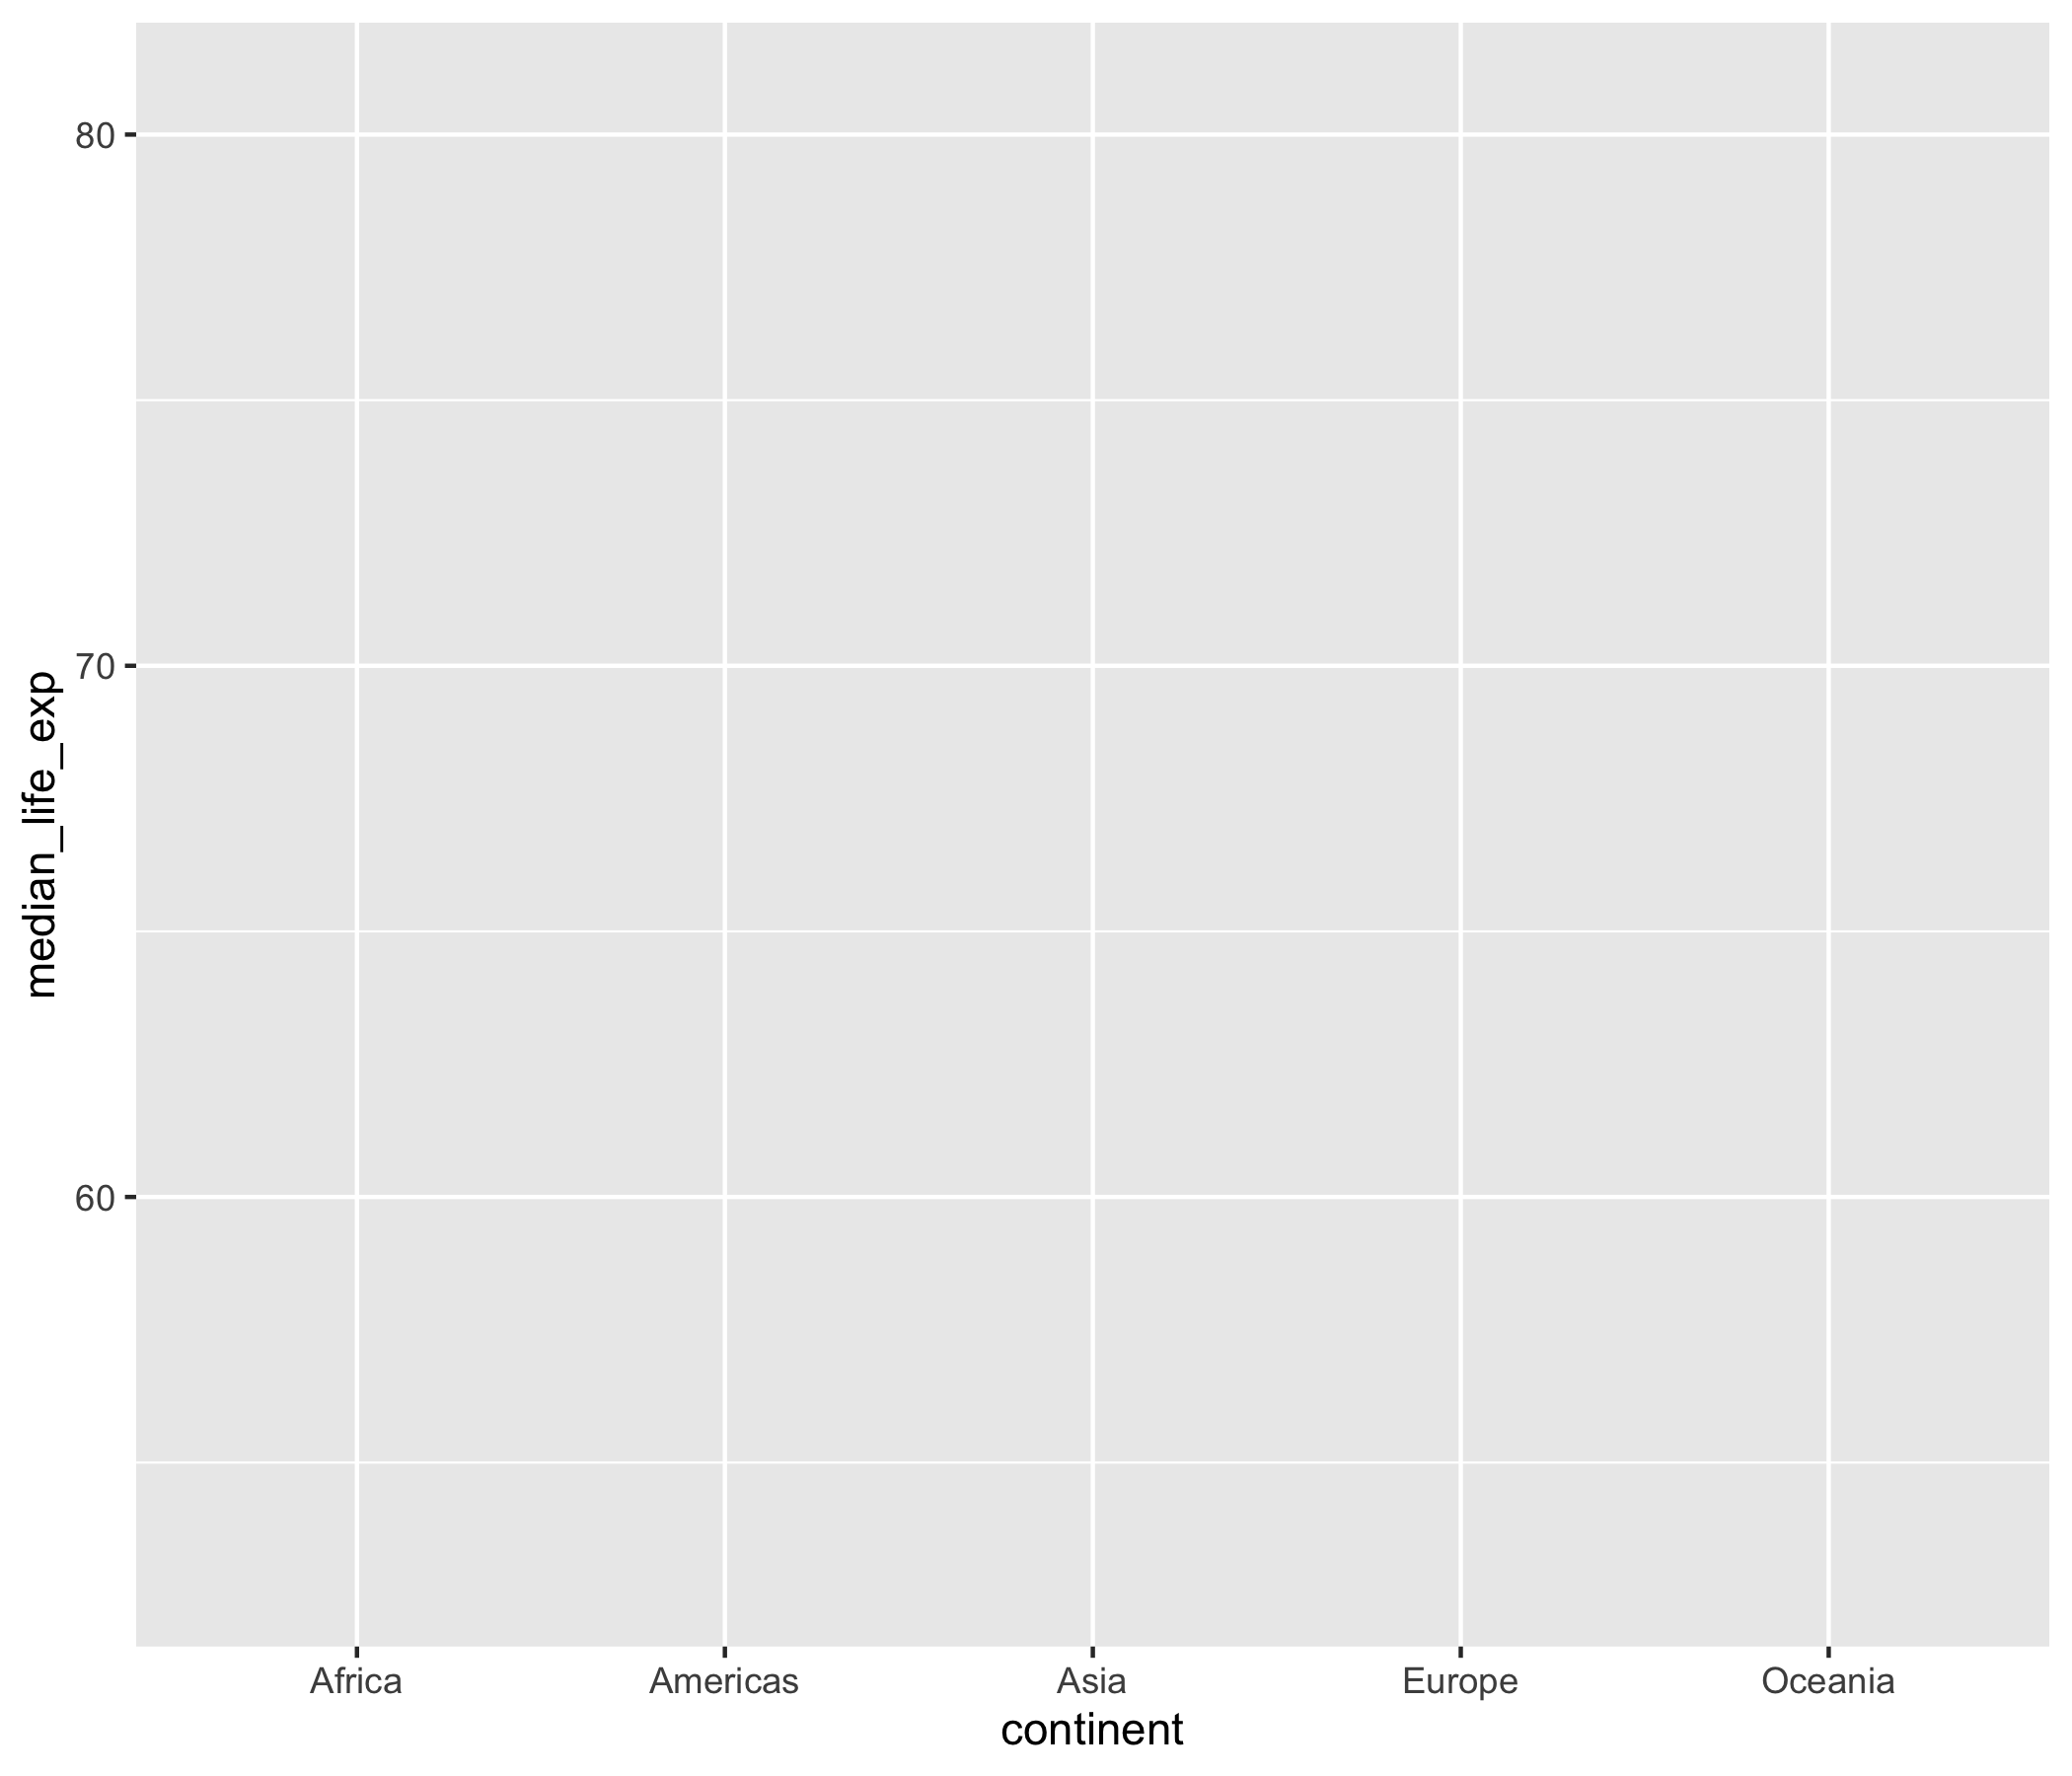 median_life_exp
80
70
60
Africa Americas Asia Europe Oceania
continent